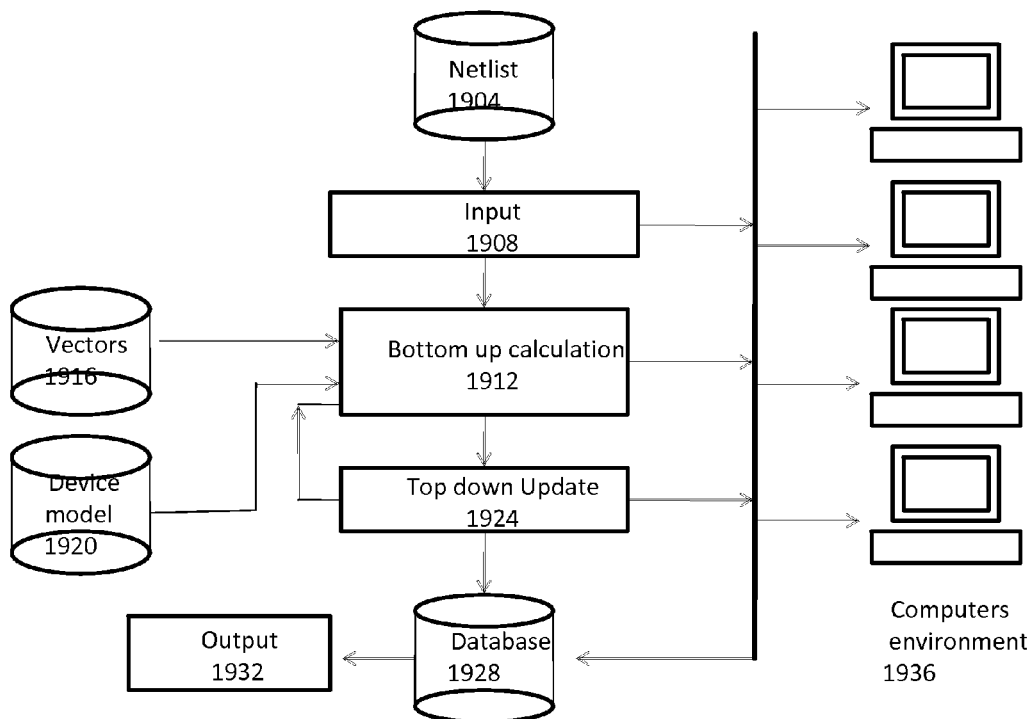 Netlist
1904
Input
1908
Vectors
1916
Bottom up calculation
1912
Device
model
1920
Top down Update
1924
Output
1932
Database
1928
Computers
environment
1936